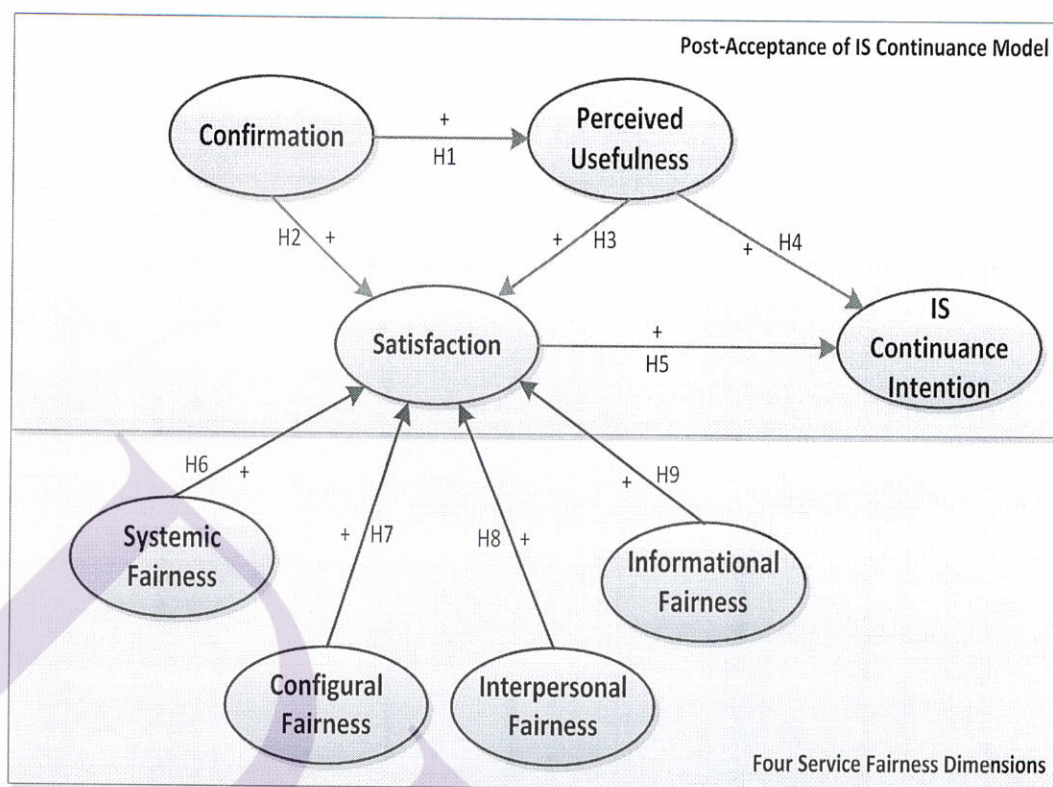 Post-Acceptance of IS Continuance Model
Confirmation
+
H1
Perceived
Usefulness
H2 +
+ H3
+ H4
Satisfaction
+
H5
IS
Continuance
Intention
H6 +
+ H7
H8 +
+ H9
Systemic
Fairness
Informational
Fairness
Configural
Fairness
Interpersonal
Fairness
Four Service Fairness Dimensions